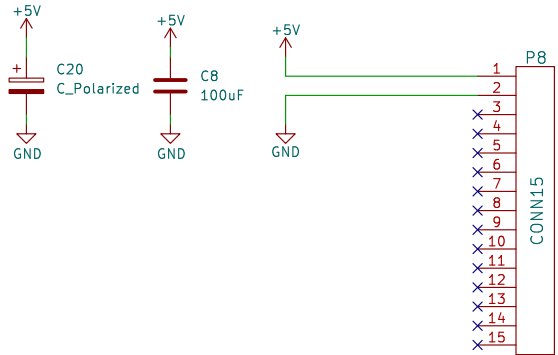 +5V
+
C20
C_Polarized
GND
+5V
C8
100uF
GND
+5V
GND
P8
CONN15
1
2
3
4
5
6
7
8
9
10
11
12
13
14
15